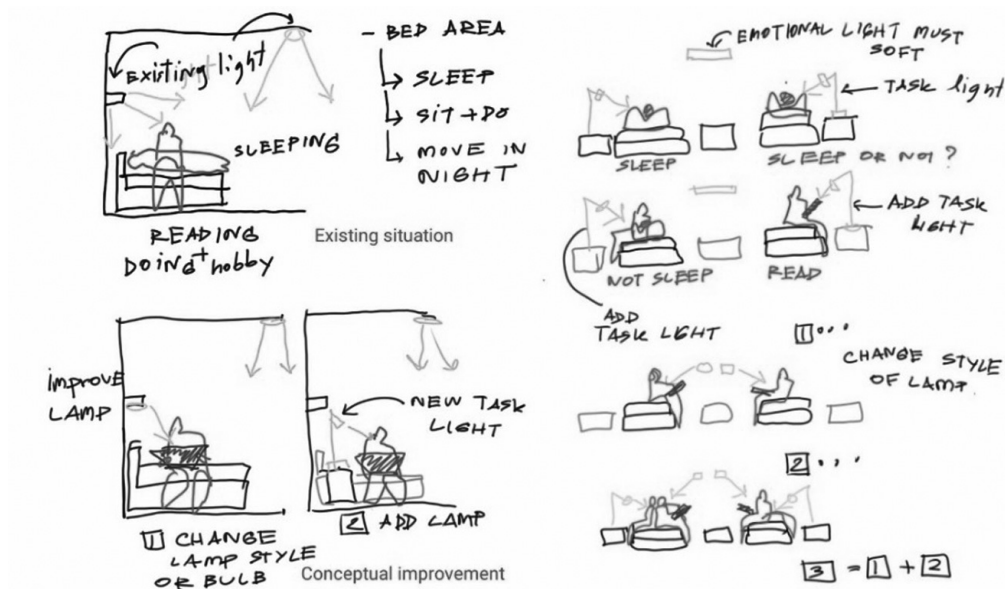 Existing light
SLEEPING
READING
+
DOING hobby
Existing situation
- BED AREA
SLEEP
SIT + DO
MOVE IN
NIGHT
EMOTIONAL LIGHT MUST
SOFT
TASK light
SLEEP
SLEEP OR NOT?
ADD TASK
LIGHT
NOT SLEEP
READ
ADD
TASK LIGHT
improve
LAMP
NEW TASK
LIGHT
1 CHANGE
LAMP STYLE
OR BULB
2 ADD LAMP
Conceptual improvement
1...
CHANGE STYLE
OF LAMP
2...
3 = 1 + 2